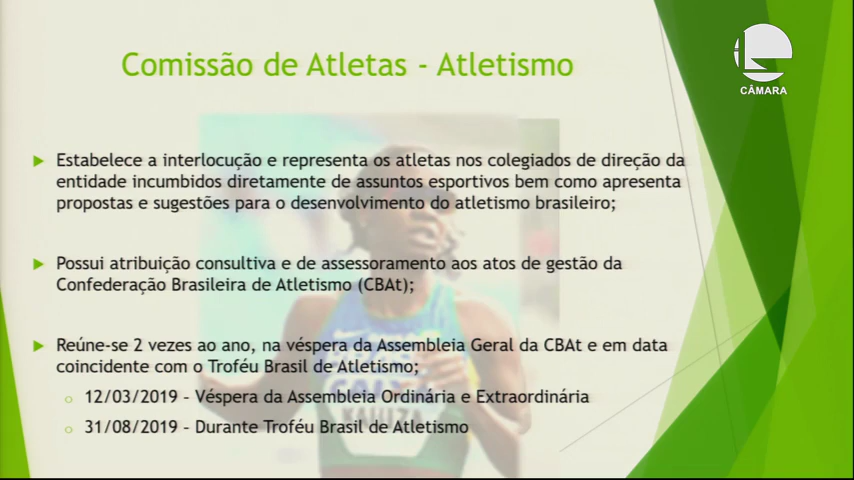 Comissão de Atletas - Atletismo
CÂMARA
Estabelece a interlocução e representa os atletas nos colegiados de direção da
entidade incumbidos diretamente de assuntos esportivos bem como apresenta
propostas e sugestões para o desenvolvimento do atletismo brasileiro;
Possui atribuição consultiva e de assessoramento aos atos de gestão da
Confederação Brasileira de Atletismo (CBAt);
Reúne-se 2 vezes ao ano, na véspera da Assembleia Geral da CBAt e em data
coincidente com o Troféu Brasil de Atletismo;
12/03/2019 – Véspera da Assembleia Ordinária e Extraordinária
31/08/2019 – Durante Troféu Brasil de Atletismo